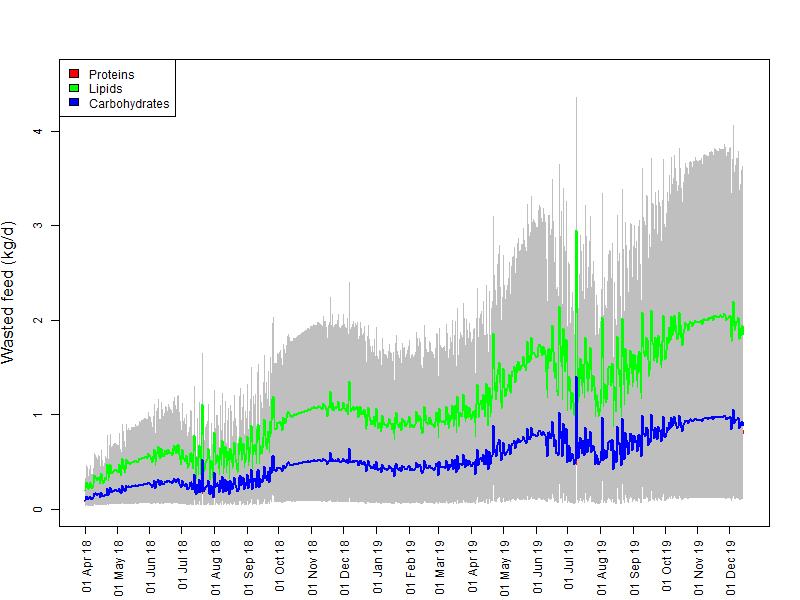 Proteins
Lipids
Carbohydrates
Wasted feed (kg/d)
4
3
2
1
0
01 Apr 18
01 May 18
01 Jun 18
01 Jul 18
01 Aug 18
01 Sep 18
01 Oct 18
01 Nov 18
01 Dec 18
01 Jan 19
01 Feb 19
01 Mar 19
01 Apr 19
01 May 19
01 Jun 19
01 Jul 19
01 Aug 19
01 Sep 19
01 Oct 19
01 Nov 19
01 Dec 19